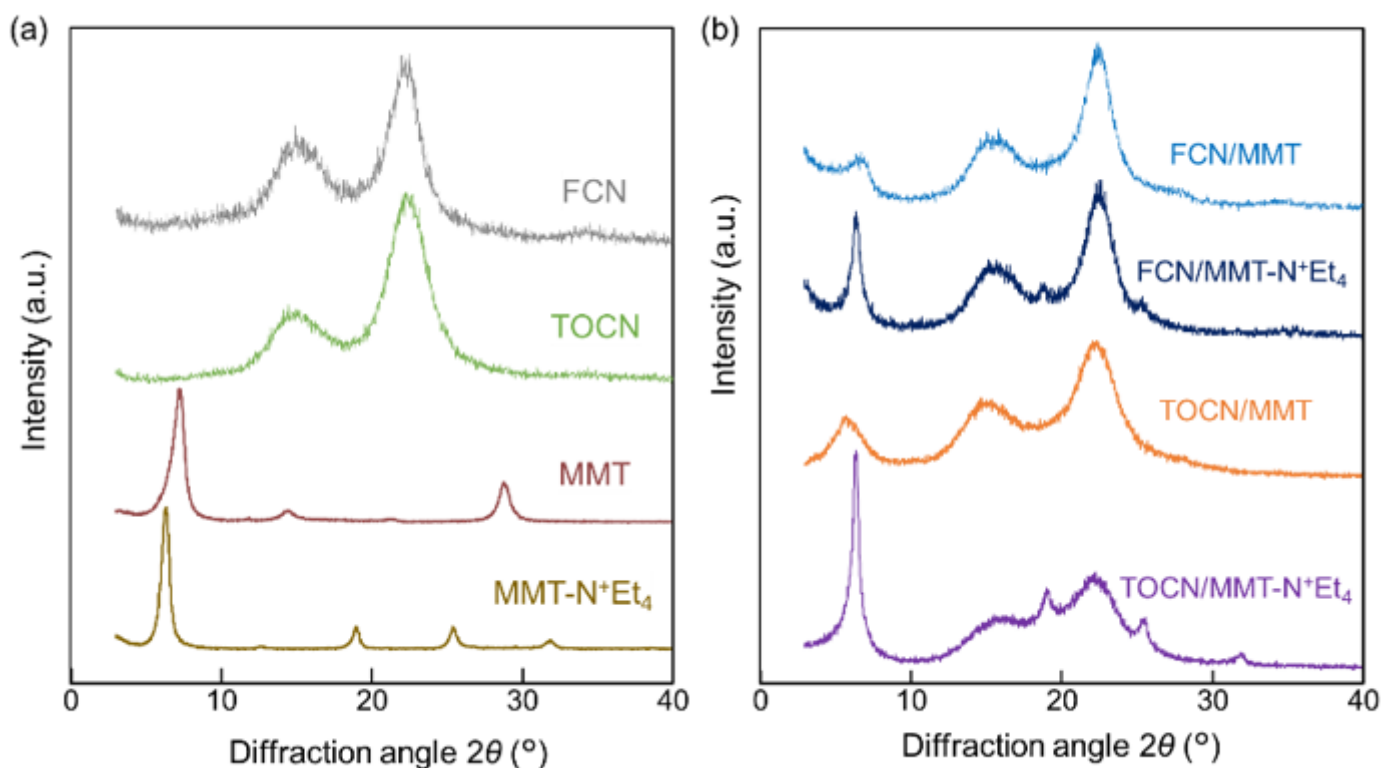 (a)
Intensity (a.u.)
FCN
TOCN
MMT
MMT-N⁺Et₄
0 10 20 30 40
Diffraction angle 2θ (°)
(b)
Intensity (a.u.)
FCN/MMT
FCN/MMT-N⁺Et₄
TOCN/MMT
TOCN/MMT-N⁺Et₄
0 10 20 30 40
Diffraction angle 2θ (°)